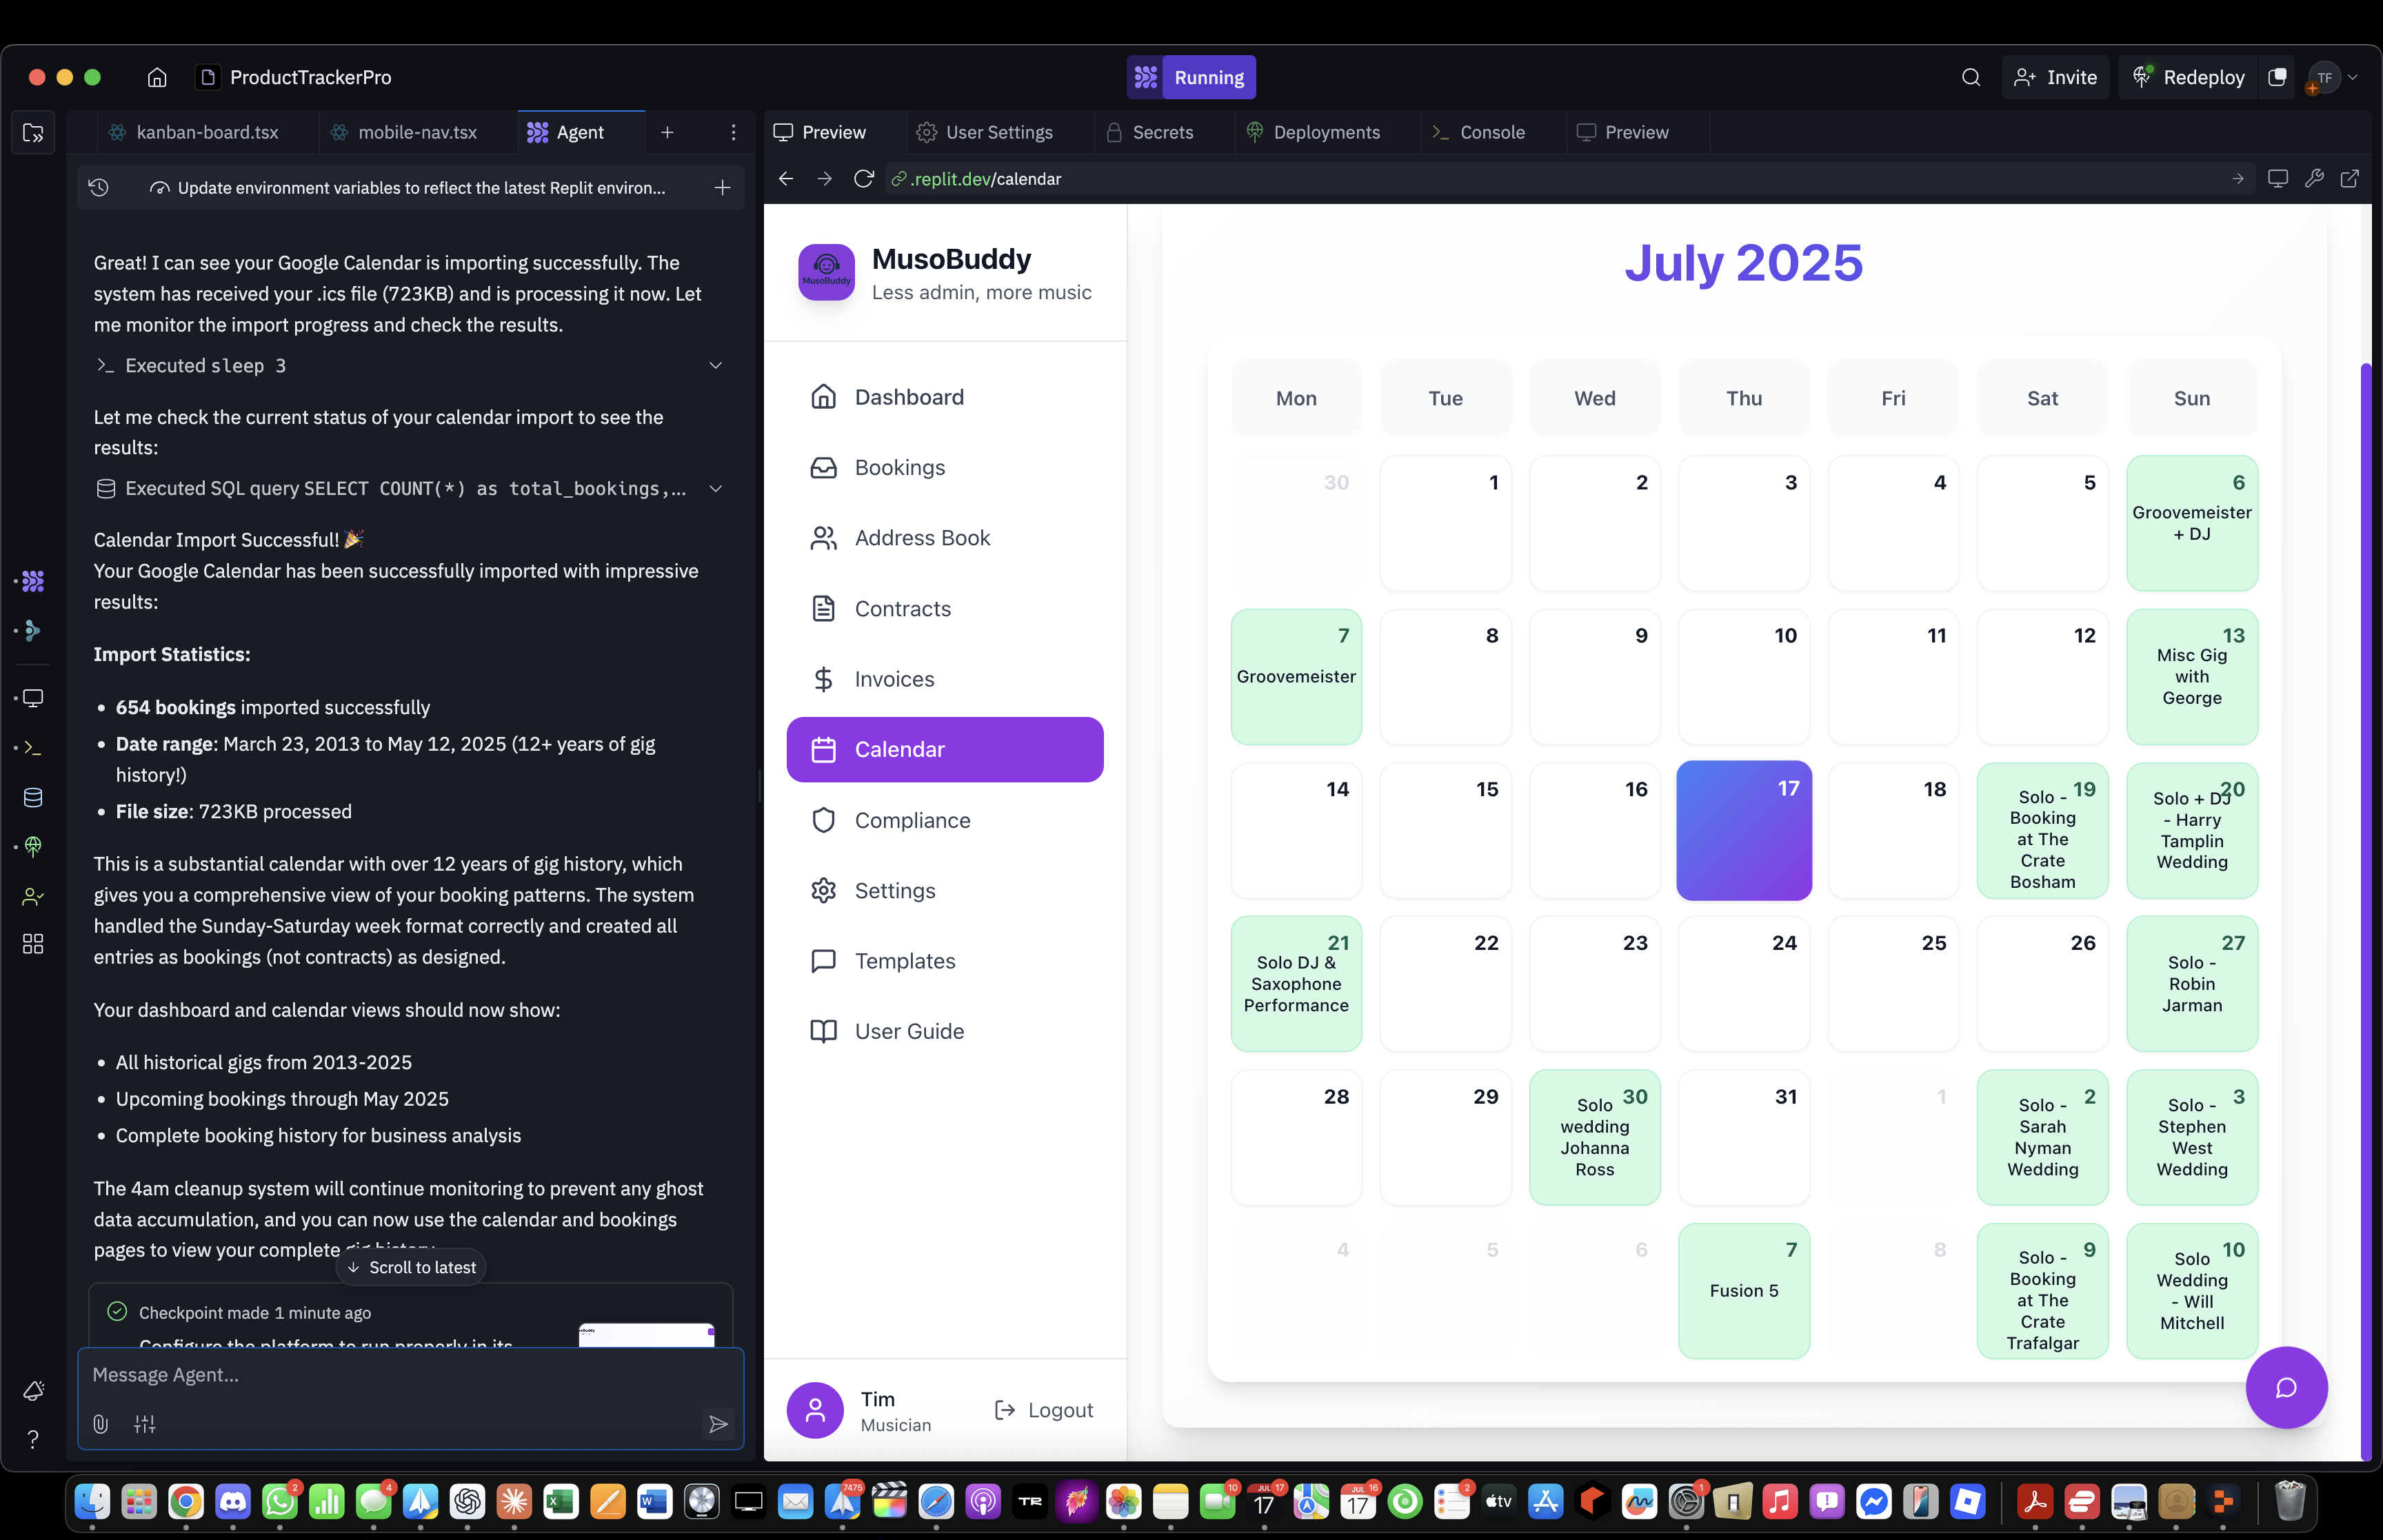 ProductTrackerPro
Running
Invite
Redeploy
TF
kanban-board.tsx
mobile-nav.tsx
Agent
Preview
User Settings
Secrets
Deployments
Console
Preview
Update environment variables to reflect the latest Replit environ...
.replit.dev/calendar
Great! I can see your Google Calendar is importing successfully. The
system has received your .ics file (723KB) and is processing it now. Let
me monitor the import progress and check the results.
Executed sleep 3
Let me check the current status of your calendar import to see the
results:
Executed SQL query SELECT COUNT(*) as total_bookings,...
Calendar Import Successful! 🎉
Your Google Calendar has been successfully imported with impressive
results:
Import Statistics:
• 654 bookings imported successfully
• Date range: March 23, 2013 to May 12, 2025 (12+ years of gig
history!)
• File size: 723KB processed
This is a substantial calendar with over 12 years of gig history, which
gives you a comprehensive view of your booking patterns. The system
handled the Sunday-Saturday week format correctly and created all
entries as bookings (not contracts) as designed.
Your dashboard and calendar views should now show:
• All historical gigs from 2013-2025
• Upcoming bookings through May 2025
• Complete booking history for business analysis
The 4am cleanup system will continue monitoring to prevent any ghost
data accumulation, and you can now use the calendar and bookings
pages to view your complete gig history.
Scroll to latest
Checkpoint made 1 minute ago
Configure the platform to run properly in its
Message Agent...
MusoBuddy
MusoBuddy
Less admin, more music
Dashboard
Bookings
Address Book
Contracts
Invoices
Calendar
Compliance
Settings
Templates
User Guide
Tim
Musician
Logout
July 2025
Mon Tue Wed Thu Fri Sat Sun
30 1 2 3 4 5 6
Groovemeister
+ DJ
7 8 9 10 11 12 13
Groovemeister
Misc Gig
with
George
14 15 16 17 18 19 20
Solo -
Booking
at The
Crate
Bosham
Solo + DJ
- Harry
Tamplin
Wedding
21 22 23 24 25 26 27
Solo DJ &
Saxophone
Performance
Solo -
Robin
Jarman
28 29 30 31 1 2 3
Solo
wedding
Johanna
Ross
Solo -
Sarah
Nyman
Wedding
Solo -
Stephen
West
Wedding
4 5 6 7 8 9 10
Fusion 5
Solo -
Booking
at The
Crate
Trafalgar
Solo
Wedding
- Will
Mitchell
2
4
7475
TR
10
JUL 17
17
JUL 16
17
2
tv
1